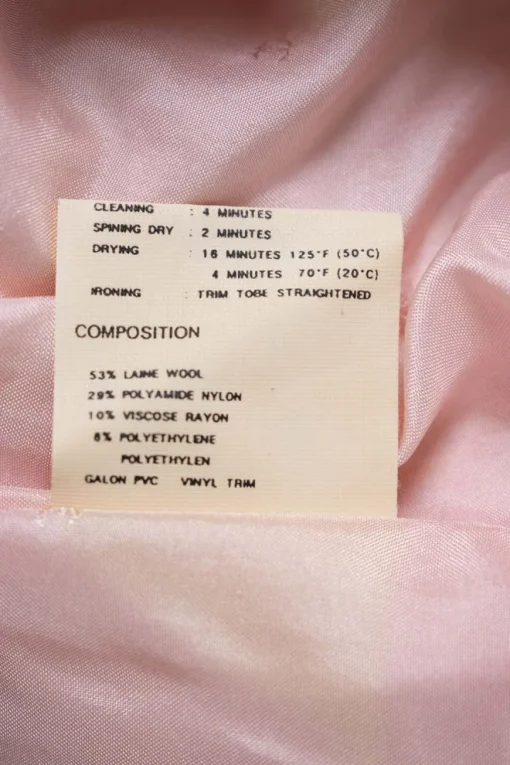 CLEANING : 4 MINUTES
SPINING DRY : 2 MINUTES
DRYING : 16 MINUTES 125°F (50°C)
4 MINUTES 70°F (20°C)
IRONING : TRIM TOBE STRAIGHTENED
COMPOSITION
53% LAINE WOOL
29% POLYAMIDE NYLON
10% VISCOSE RAYON
8% POLYETHYLENE
POLYETHYLEN
GALON PVC VINYL TRIM